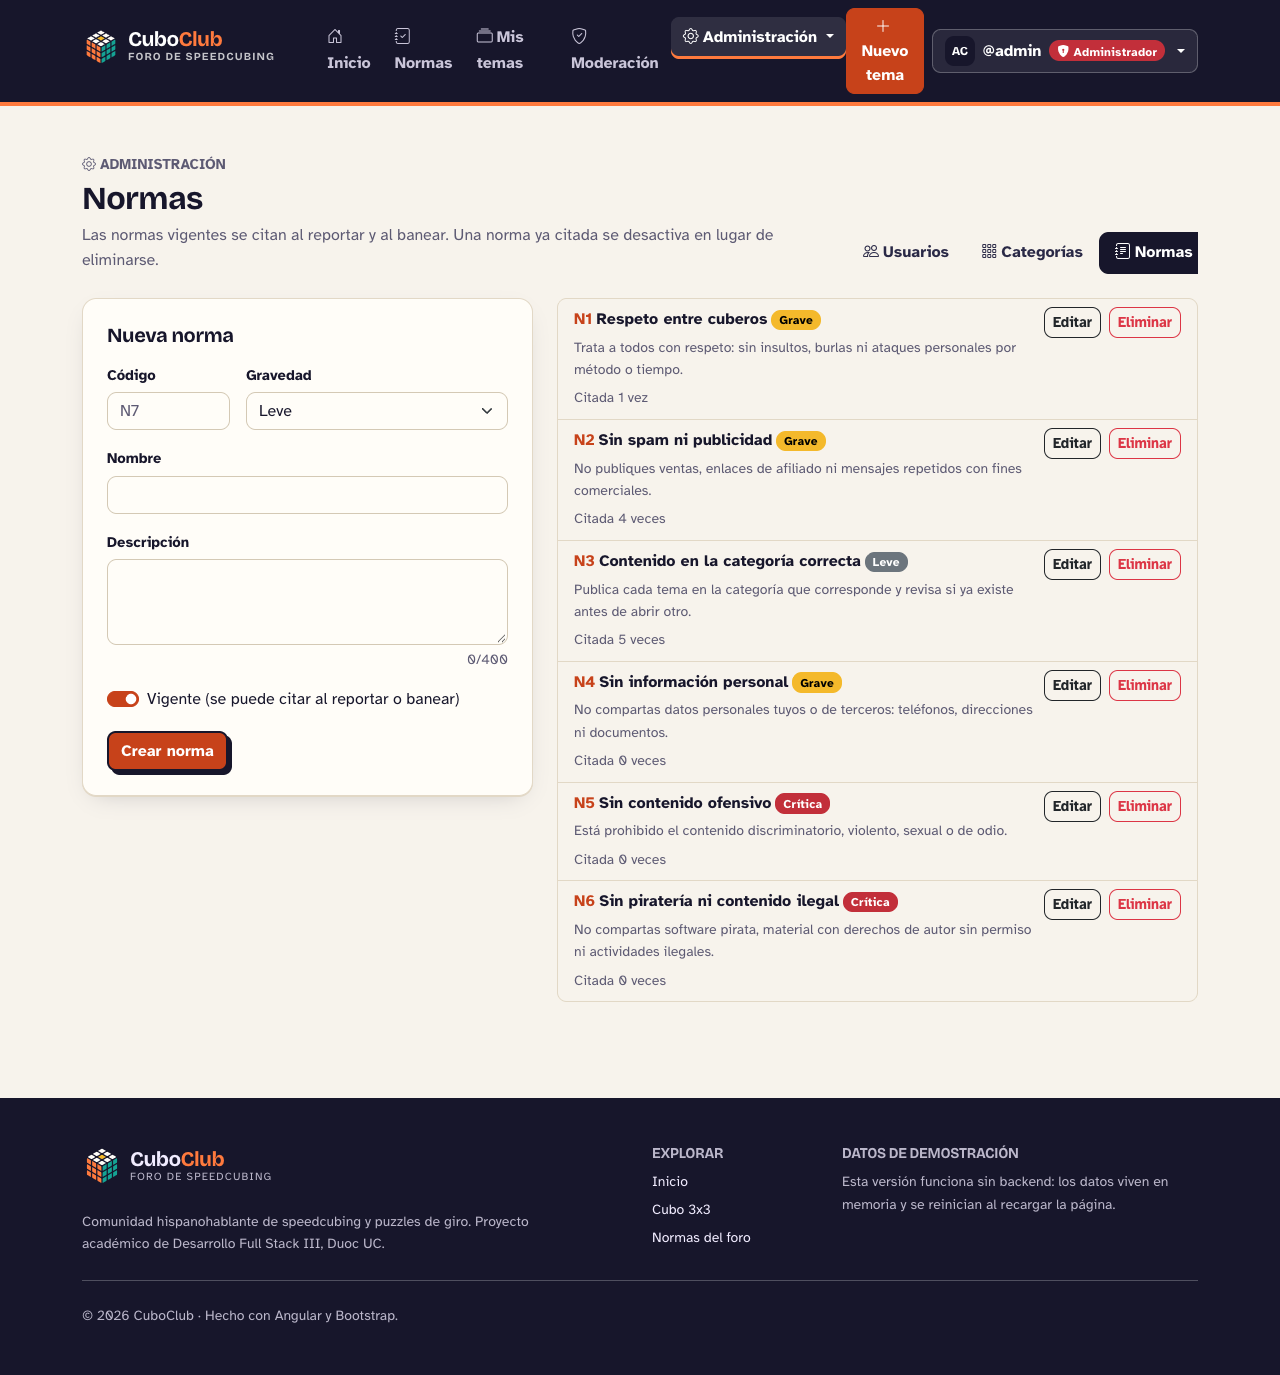 CuboClub
FORO DE SPEEDCUBING
Inicio
Normas
Mis temas
Moderación
Administración
Nuevo tema
AC @admin Administrador
ADMINISTRACIÓN
Normas
Las normas vigentes se citan al reportar y al banear. Una norma ya citada se desactiva en lugar de
eliminarse.
Usuarios
Categorías
Normas
Nueva norma
Código
Gravedad
N7
Leve
Nombre
Descripción
0/400
Vigente (se puede citar al reportar o banear)
Crear norma
N1 Respeto entre cuberos Grave
Editar
Eliminar
Trata a todos con respeto: sin insultos, burlas ni ataques personales por
método o tiempo.
Citada 1 vez
N2 Sin spam ni publicidad Grave
Editar
Eliminar
No publiques ventas, enlaces de afiliado ni mensajes repetidos con fines
comerciales.
Citada 4 veces
N3 Contenido en la categoría correcta Leve
Editar
Eliminar
Publica cada tema en la categoría que corresponde y revisa si ya existe
antes de abrir otro.
Citada 5 veces
N4 Sin información personal Grave
Editar
Eliminar
No compartas datos personales tuyos o de terceros: teléfonos, direcciones
ni documentos.
Citada 0 veces
N5 Sin contenido ofensivo Crítica
Editar
Eliminar
Está prohibido el contenido discriminatorio, violento, sexual o de odio.
Citada 0 veces
N6 Sin piratería ni contenido ilegal Crítica
Editar
Eliminar
No compartas software pirata, material con derechos de autor sin permiso
ni actividades ilegales.
Citada 0 veces
CuboClub
FORO DE SPEEDCUBING
Comunidad hispanohablante de speedcubing y puzzles de giro. Proyecto
académico de Desarrollo Full Stack III, Duoc UC.
EXPLORAR
Inicio
Cubo 3x3
Normas del foro
DATOS DE DEMOSTRACIÓN
Esta versión funciona sin backend: los datos viven en
memoria y se reinician al recargar la página.
© 2026 CuboClub · Hecho con Angular y Bootstrap.